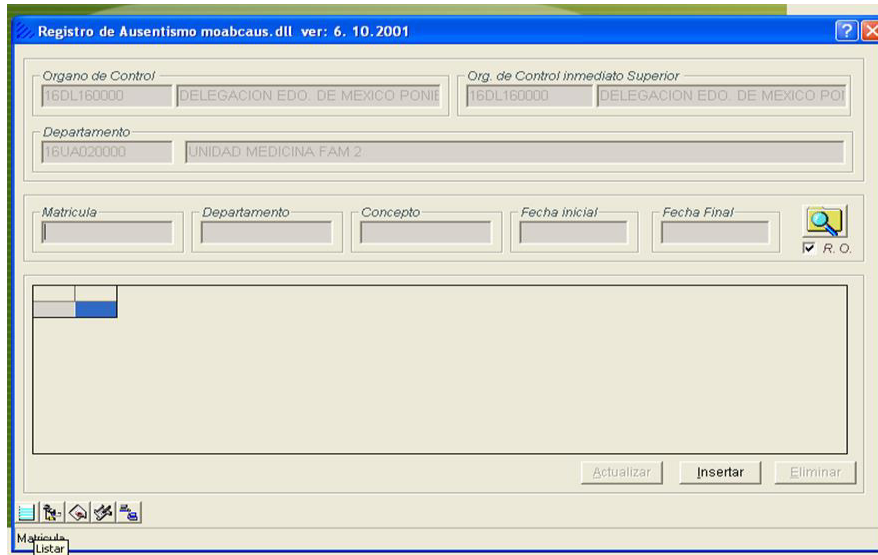 Registro de Ausentismo moabcaus.dll ver: 6. 10.2001
Organo de Control
Org. de Control inmediato Superior
16DL160000 DELEGACION EDO. DE MEXICO PONIE
16DL160000 DELEGACION EDO. DE MEXICO POI
Departamento
16UA020000 UNIDAD MEDICINA FAM 2
Matricula Departamento Concepto Fecha inicial Fecha Final
R. O.
Actualizar Insertar Eliminar
Matricula
Listar